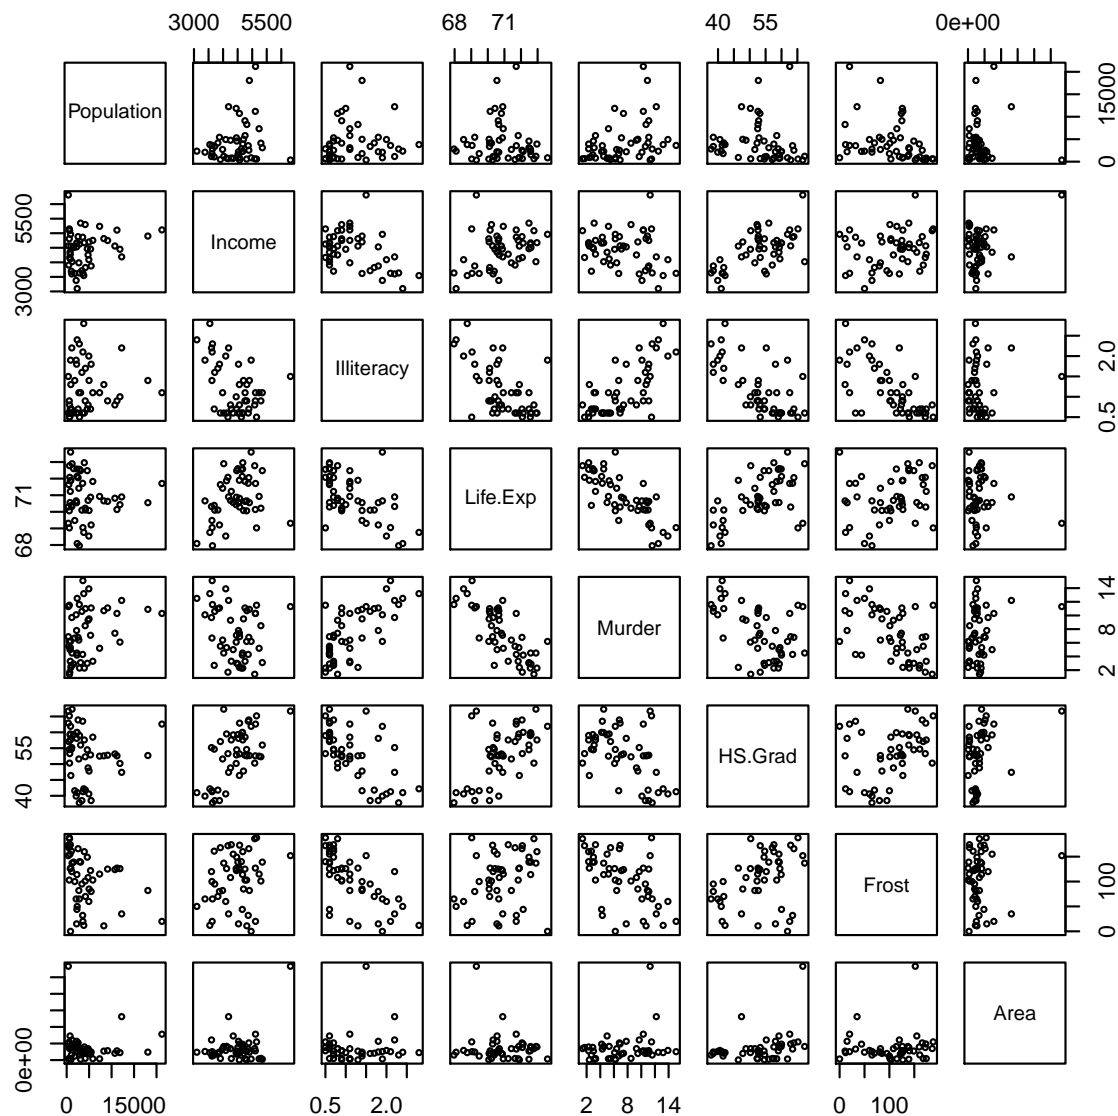 3000 5500 68 71 40 55 0e+00
Population 0 15000
3000 5500 Income
Illiteracy 0.5 2.0
68 71 Life.Exp
Murder 2 8 14
40 55 HS.Grad
Frost 0 100
0e+00 Area
0 15000 0.5 2.0 2 8 14 0 100